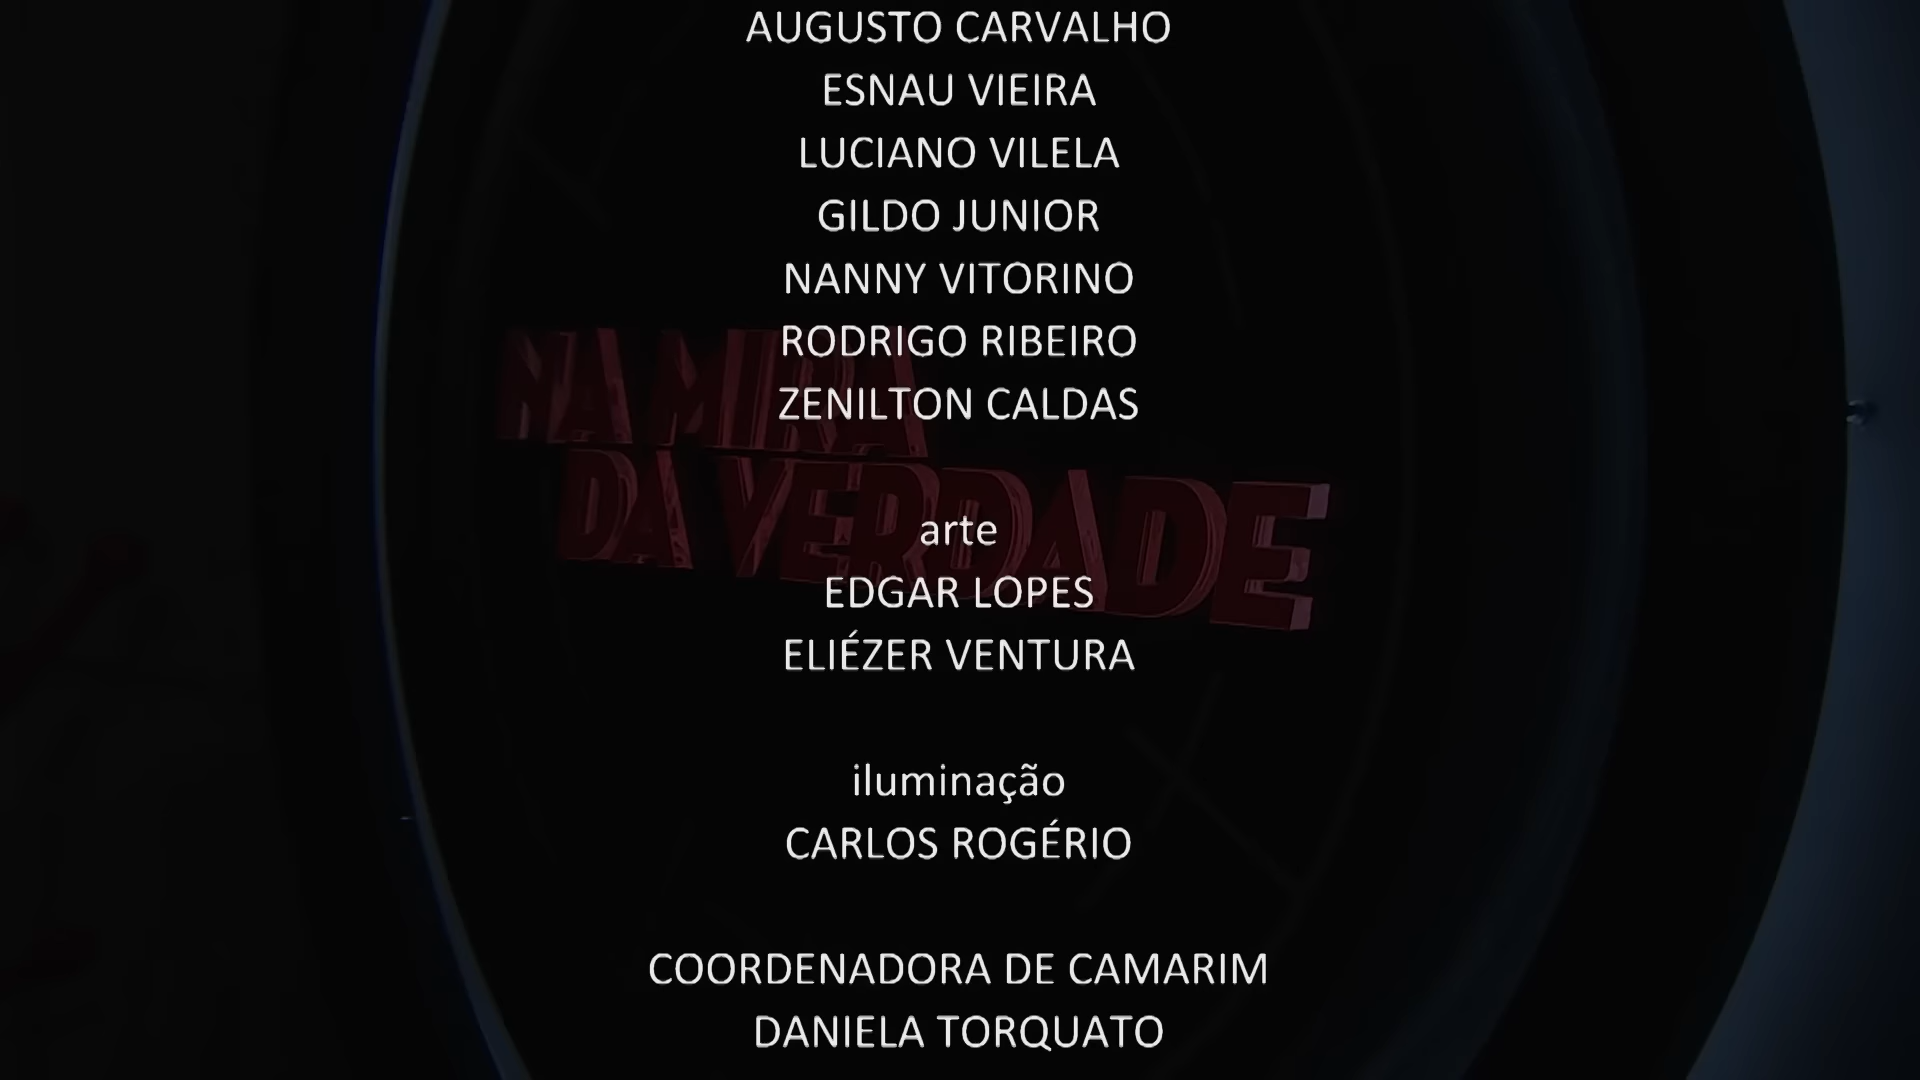 AUGUSTO CARVALHO
ESNAU VIEIRA
LUCIANO VILELA
GILDO JUNIOR
NANNY VITORINO
RODRIGO RIBEIRO
ZENILTON CALDAS
NA MIRA
DA VERDADE
arte
EDGAR LOPES
ELIÉZER VENTURA
iluminação
CARLOS ROGÉRIO
COORDENADORA DE CAMARIM
DANIELA TORQUATO